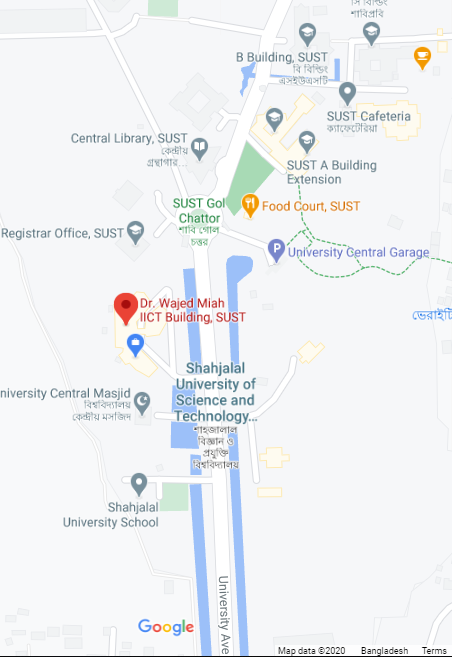 সি বিল্ডিং
শাবিপ্রবি
B Building, SUST
বি বিল্ডিং
এসইউএসটি
SUST Cafeteria
ক্যাফেটেরিয়া
Central Library, SUST
কেন্দ্রীয়
গ্রন্থাগার...
SUST A Building
Extension
SUST Gol
Chattor
শাবি গোল
চত্তর
Food Court, SUST
Registrar Office, SUST
University Central Garage
Dr. Wajed Miah
IICT Building, SUST
ভেরাইটি
Shahjalal
University of
Science and
Technology...
শাহজালাল
বিজ্ঞান ও
প্রযুক্তি
বিশ্ববিদ্যালয়
niversity Central Masjid
বিশ্ববিদ্যালয়
কেন্দ্রীয় মসজিদ
Shahjalal
University School
University Ave
Google
Map data ©2020 Bangladesh Terms